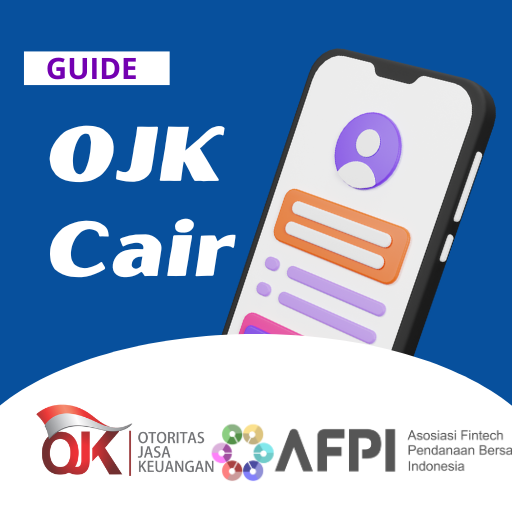 GUIDE
OJK
Cair
OJK
OTORITAS
JASA
KEUANGAN
AFPI
Asosiasi Fintech
Pendanaan Bersa
Indonesia